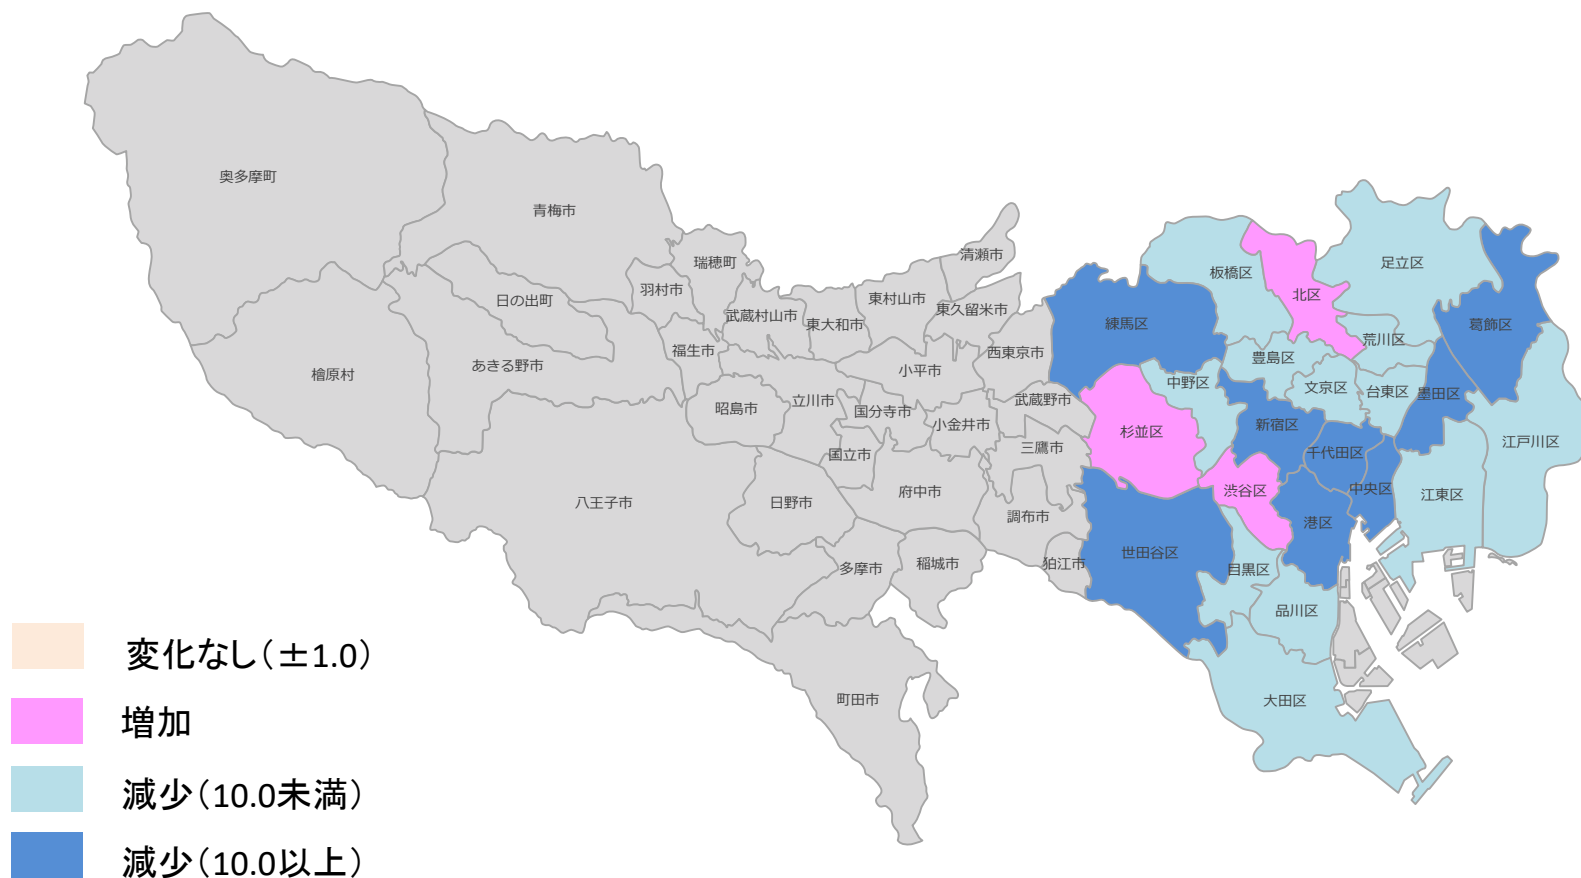 奥多摩町
青梅市
瑞穂町
清瀬市
羽村市
日の出町
武蔵村山市
東大和市
東村山市
東久留米市
福生市
西東京市
あきる野市
小平市
檜原村
昭島市
立川市
国分寺市
小金井市
武蔵野市
国立市
三鷹市
八王子市
日野市
府中市
調布市
多摩市
稲城市
狛江市
町田市
板橋区
足立区
北区
練馬区
荒川区
葛飾区
豊島区
中野区
文京区
台東区
墨田区
杉並区
新宿区
千代田区
江戸川区
渋谷区
中央区
江東区
港区
世田谷区
目黒区
品川区
大田区
変化なし(±1.0)
増加
減少(10.0未満)
減少(10.0以上)